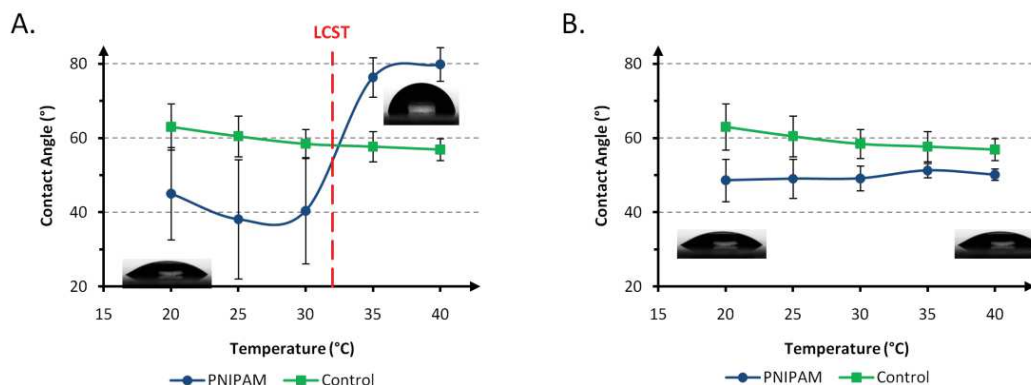 A.
LCST
80
60
40
20
Contact Angle (°)
15 20 25 30 35 40
Temperature (°C)
PNIPAM Control
B.
80
60
40
20
Contact Angle (°)
15 20 25 30 35 40
Temperature (°C)
PNIPAM Control